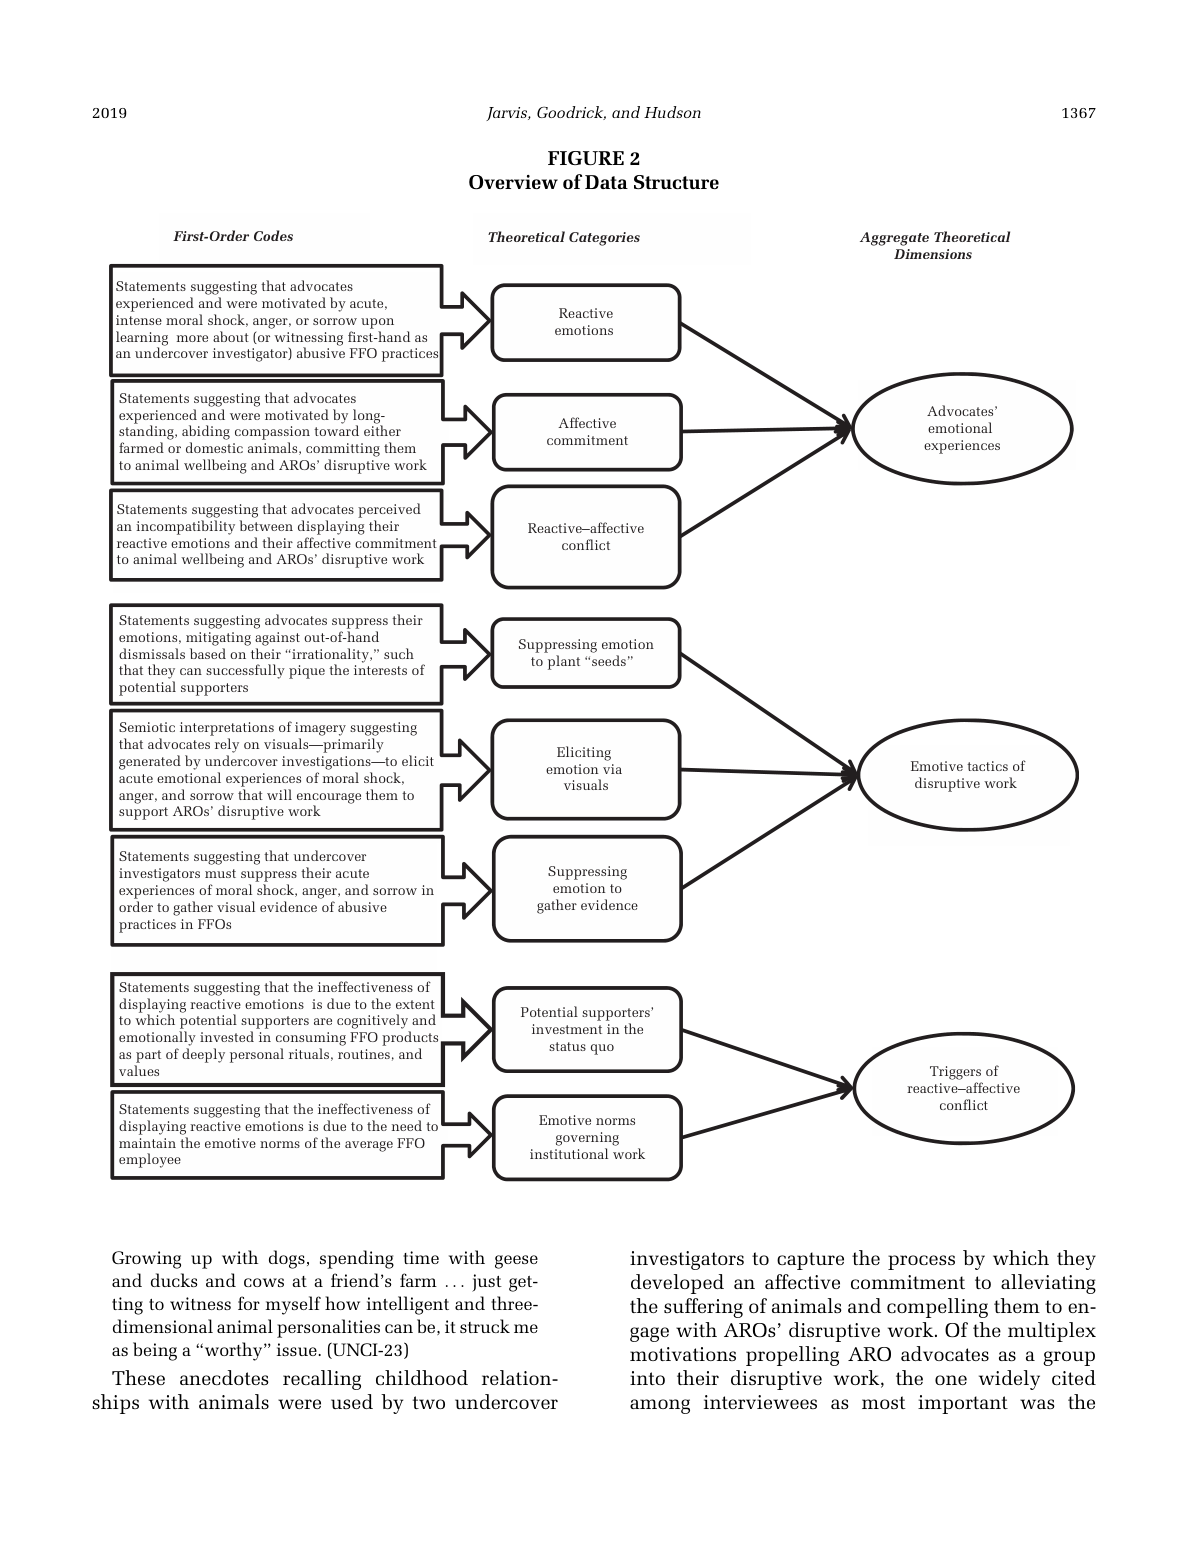 2019
Jarvis, Goodrick, and Hudson
1367
FIGURE 2
Overview of Data Structure
First-Order Codes
Theoretical Categories
Aggregate Theoretical
Dimensions
Statements suggesting that advocates
experienced and were motivated by acute,
intense moral shock, anger, or sorrow upon
learning more about (or witnessing first-hand as
an undercover investigator) abusive FFO practices
Reactive
emotions
Statements suggesting that advocates
experienced and were motivated by long-
standing, abiding compassion toward either
farmed or domestic animals, committing them
to animal wellbeing and AROs’ disruptive work
Affective
commitment
Advocates’
emotional
experiences
Statements suggesting that advocates perceived
an incompatibility between displaying their
reactive emotions and their affective commitment
to animal wellbeing and AROs’ disruptive work
Reactive–affective
conflict
Statements suggesting advocates suppress their
emotions, mitigating against out-of-hand
dismissals based on their “irrationality,” such
that they can successfully pique the interests of
potential supporters
Suppressing emotion
to plant “seeds”
Semiotic interpretations of imagery suggesting
that advocates rely on visuals—primarily
generated by undercover investigations—to elicit
acute emotional experiences of moral shock,
anger, and sorrow that will encourage them to
support AROs’ disruptive work
Eliciting
emotion via
visuals
Emotive tactics of
disruptive work
Statements suggesting that undercover
investigators must suppress their acute
experiences of moral shock, anger, and sorrow in
order to gather visual evidence of abusive
practices in FFOs
Suppressing
emotion to
gather evidence
Statements suggesting that the ineffectiveness of
displaying reactive emotions is due to the extent
to which potential supporters are cognitively and
emotionally invested in consuming FFO products
as part of deeply personal rituals, routines, and
values
Potential supporters’
investment in the
status quo
Triggers of
reactive–affective
conflict
Statements suggesting that the ineffectiveness of
displaying reactive emotions is due to the need to
maintain the emotive norms of the average FFO
employee
Emotive norms
governing
institutional work
Growing up with dogs, spending time with geese
and ducks and cows at a friend’s farm … just get-
ting to witness for myself how intelligent and three-
dimensional animal personalities can be, it struck me
as being a “worthy” issue. (UNCI-23)
These anecdotes recalling childhood relation-
ships with animals were used by two undercover
investigators to capture the process by which they
developed an affective commitment to alleviating
the suffering of animals and compelling them to en-
gage with AROs’ disruptive work. Of the multiplex
motivations propelling ARO advocates as a group
into their disruptive work, the one widely cited
among interviewees as most important was the